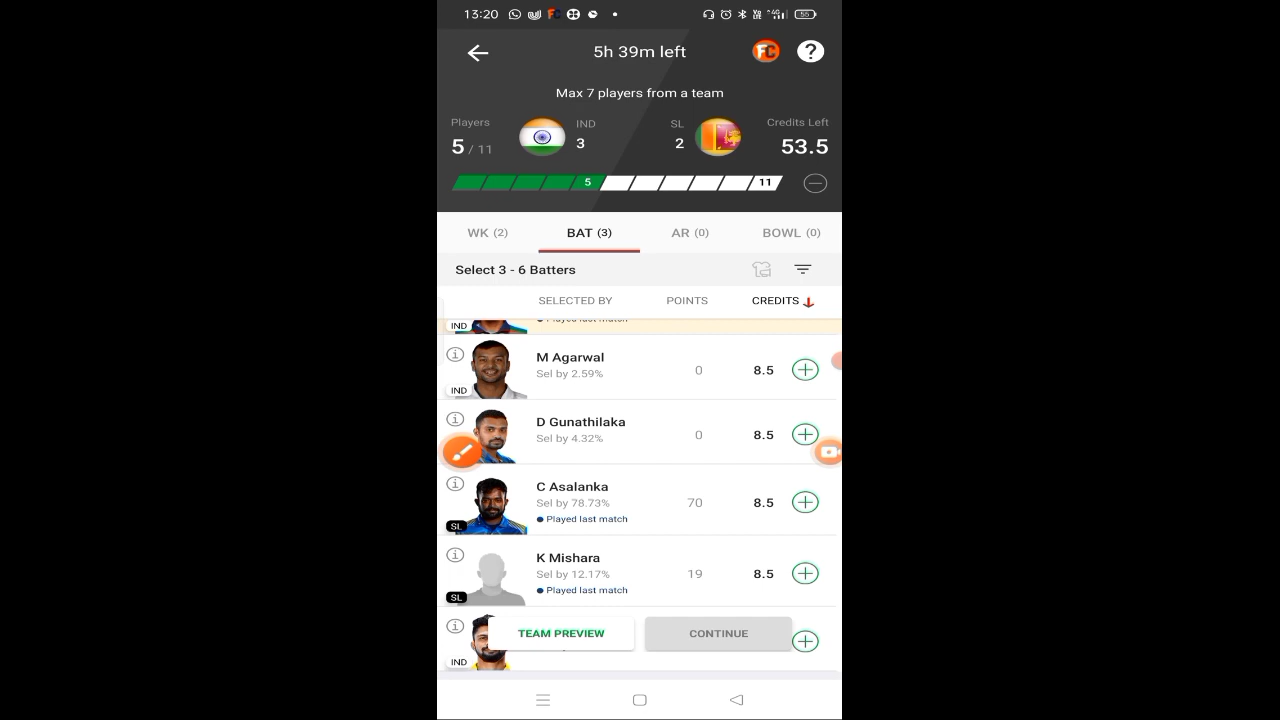 13:20
55
5h 39m left
FC
?
Max 7 players from a team
Players
IND
SL
Credits Left
5 / 11
3
2
53.5
5
11
WK (2)
BAT (3)
AR (0)
BOWL (0)
Select 3 - 6 Batters
SELECTED BY
POINTS
CREDITS
IND
Played last match
M Agarwal
Sel by 2.59%
0
8.5
IND
D Gunathilaka
Sel by 4.32%
0
8.5
C Asalanka
Sel by 78.73%
Played last match
70
8.5
SL
K Mishara
Sel by 12.17%
Played last match
19
8.5
SL
TEAM PREVIEW
CONTINUE
IND